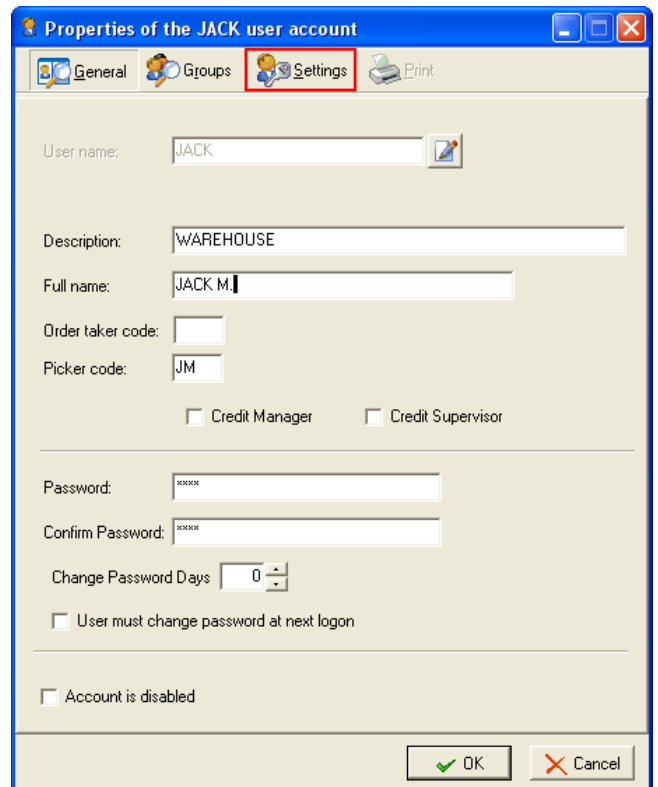 Properties of the JACK user account
General Groups Settings Print
User name: JACK
Description: WAREHOUSE
Full name: JACK M.
Order taker code:
Picker code: JM
Credit Manager Credit Supervisor
Password: ****
Confirm Password: ****
Change Password Days 0
User must change password at next logon
Account is disabled
OK Cancel